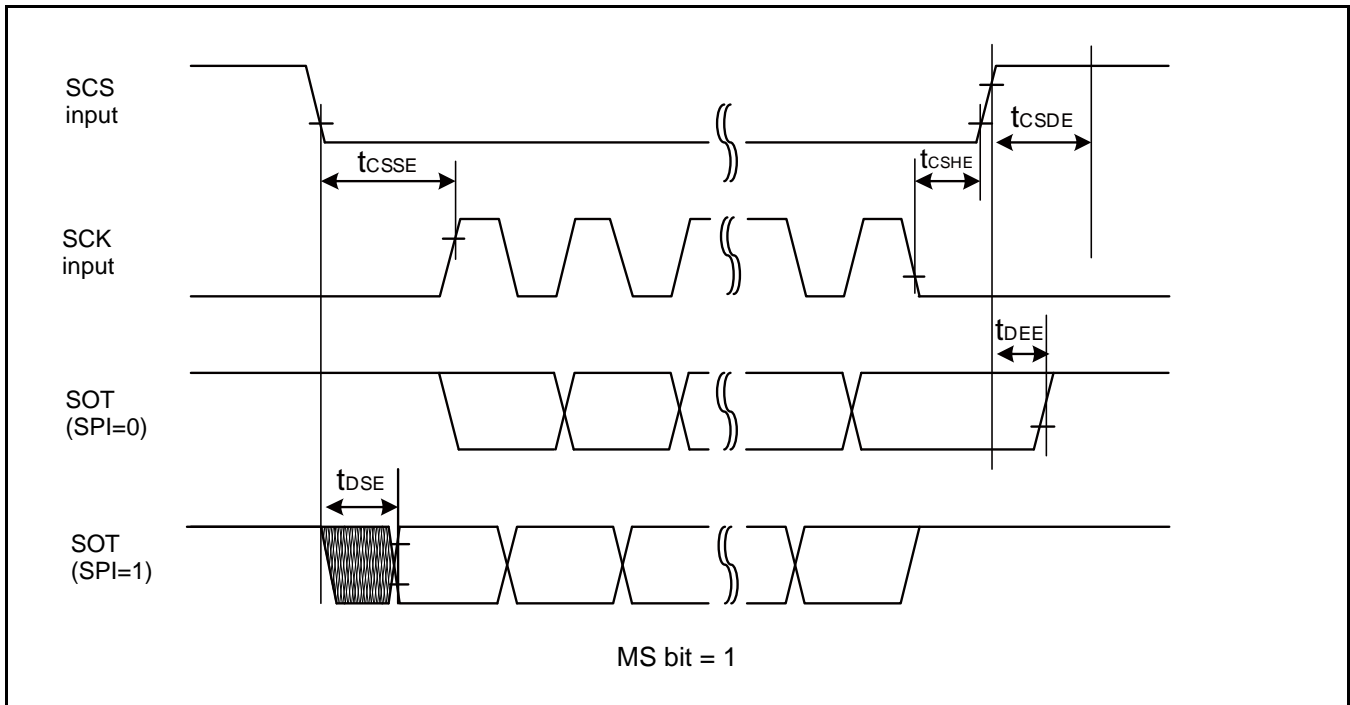 SCS
input
tCSDE
tCSSE
tCSHE
SCK
input
tDEE
SOT
(SPI=0)
tDSE
SOT
(SPI=1)
MS bit = 1